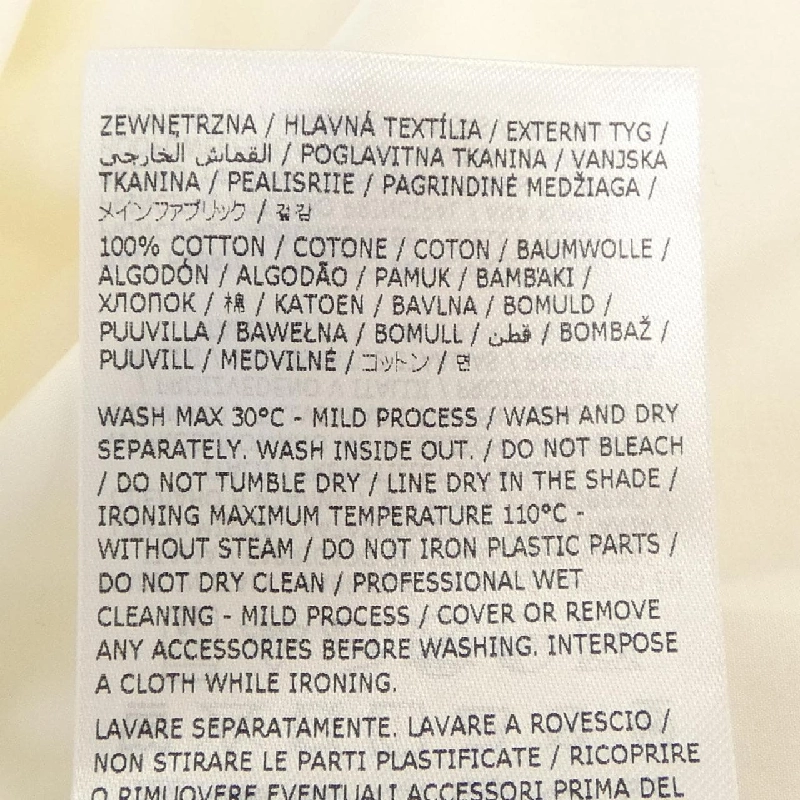 ZEWNĘTRZNA / HLAVNÁ TEXTÍLIA / EXTERNT TYG /
القماش الخارجي / POGLAVITNA TKANINA / VANJSKA
TKANINA / PEALISRIIE / PAGRINDINĖ MEDŽIAGA /
メインファブリック / 겉감
100% COTTON / COTONE / COTON / BAUMWOLLE /
ALGODÓN / ALGODÃO / PAMUK / BAMBAKI /
ХЛОПОК / 棉 / KATOEN / BAVLNA / BOMULD /
PUUVILLA / BAWEŁNA / BOMULL / قطن / BOMBAŽ /
PUUVILL / MEDVILNĖ / コットン / 면
WASH MAX 30°C - MILD PROCESS / WASH AND DRY
SEPARATELY. WASH INSIDE OUT. / DO NOT BLEACH
/ DO NOT TUMBLE DRY / LINE DRY IN THE SHADE /
IRONING MAXIMUM TEMPERATURE 110°C -
WITHOUT STEAM / DO NOT IRON PLASTIC PARTS /
DO NOT DRY CLEAN / PROFESSIONAL WET
CLEANING - MILD PROCESS / COVER OR REMOVE
ANY ACCESSORIES BEFORE WASHING. INTERPOSE
A CLOTH WHILE IRONING.
LAVARE SEPARATAMENTE. LAVARE A ROVESCIO /
NON STIRARE LE PARTI PLASTIFICATE / RICOPRIRE
O RIMUOVERE EVENTUALI ACCESSORI PRIMA DEL